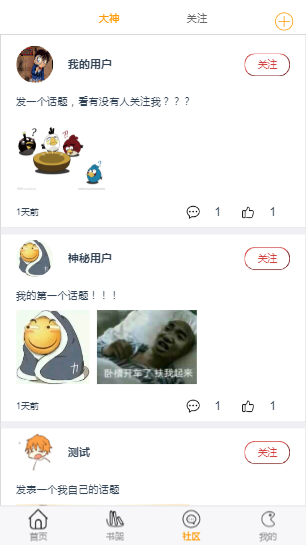 大神 关注
我的用户 关注
发一个话题，看有没有人关注我？？？
1天前 1 1
神秘用户 关注
我的第一个话题！！！
卧槽开车了 扶我起来
1天前 1 1
测试 关注
发表一个我自己的话题
首页 书架 社区 我的